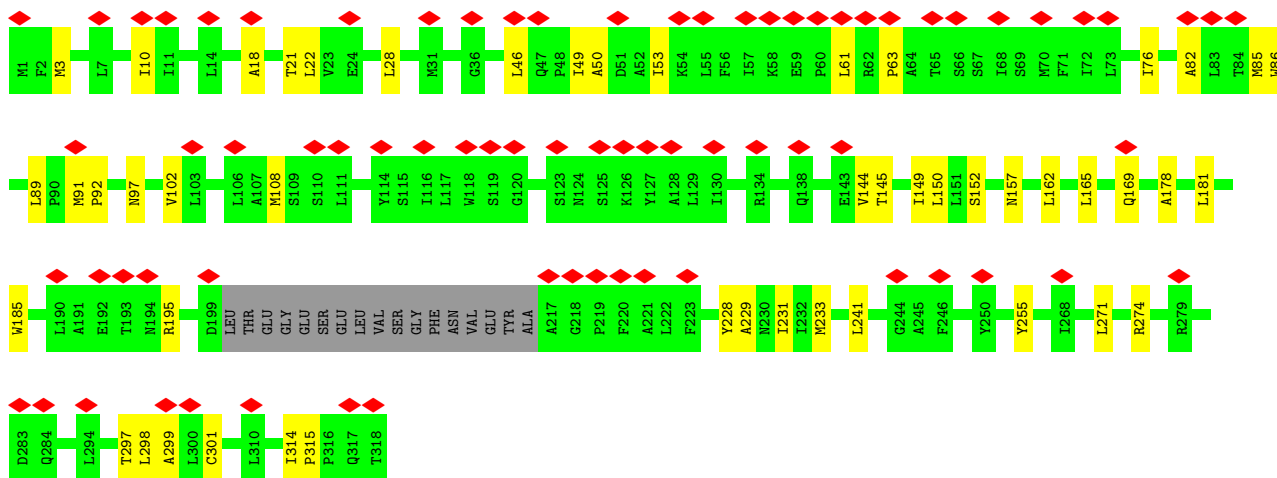 M1 F2 M3 L7 I10 I11 L14 A18 T21 L22 V23 E24 L28 M31 G36 L46 Q47 P48 I49 A50 D51 A52 I53 K54 L55 F56 I57 K58 E59 P60 L61 R62 P63 A64 T65 S66 S67 I68 S69 M70 F71 I72 L73 I76 A82 L83 T84 M85 W86
L89 P90 M91 P92 N97 V102 L103 L106 A107 M108 S109 S110 L111 Y114 S115 I116 L117 W118 S119 G120 S123 N124 S125 K126 Y127 A128 L129 I130 R134 Q138 E143 V144 T145 I149 L150 L151 S152 N157 L162 L165 Q169 A178 L181
W185 L190 A191 E192 T193 N194 R195 D199 LEU THR GLU GLY GLU SER GLU LEU VAL SER GLY PHE ASN VAL GLU TYR ALA A217 G218 P219 F220 A221 L222 F223 Y228 A229 N230 I231 I232 M233 L241 G244 A245 F246 Y250 Y255 I268 L271 R274 R279
D283 Q284 L294 T297 L298 A299 L300 C301 L310 I314 P315 P316 Q317 T318